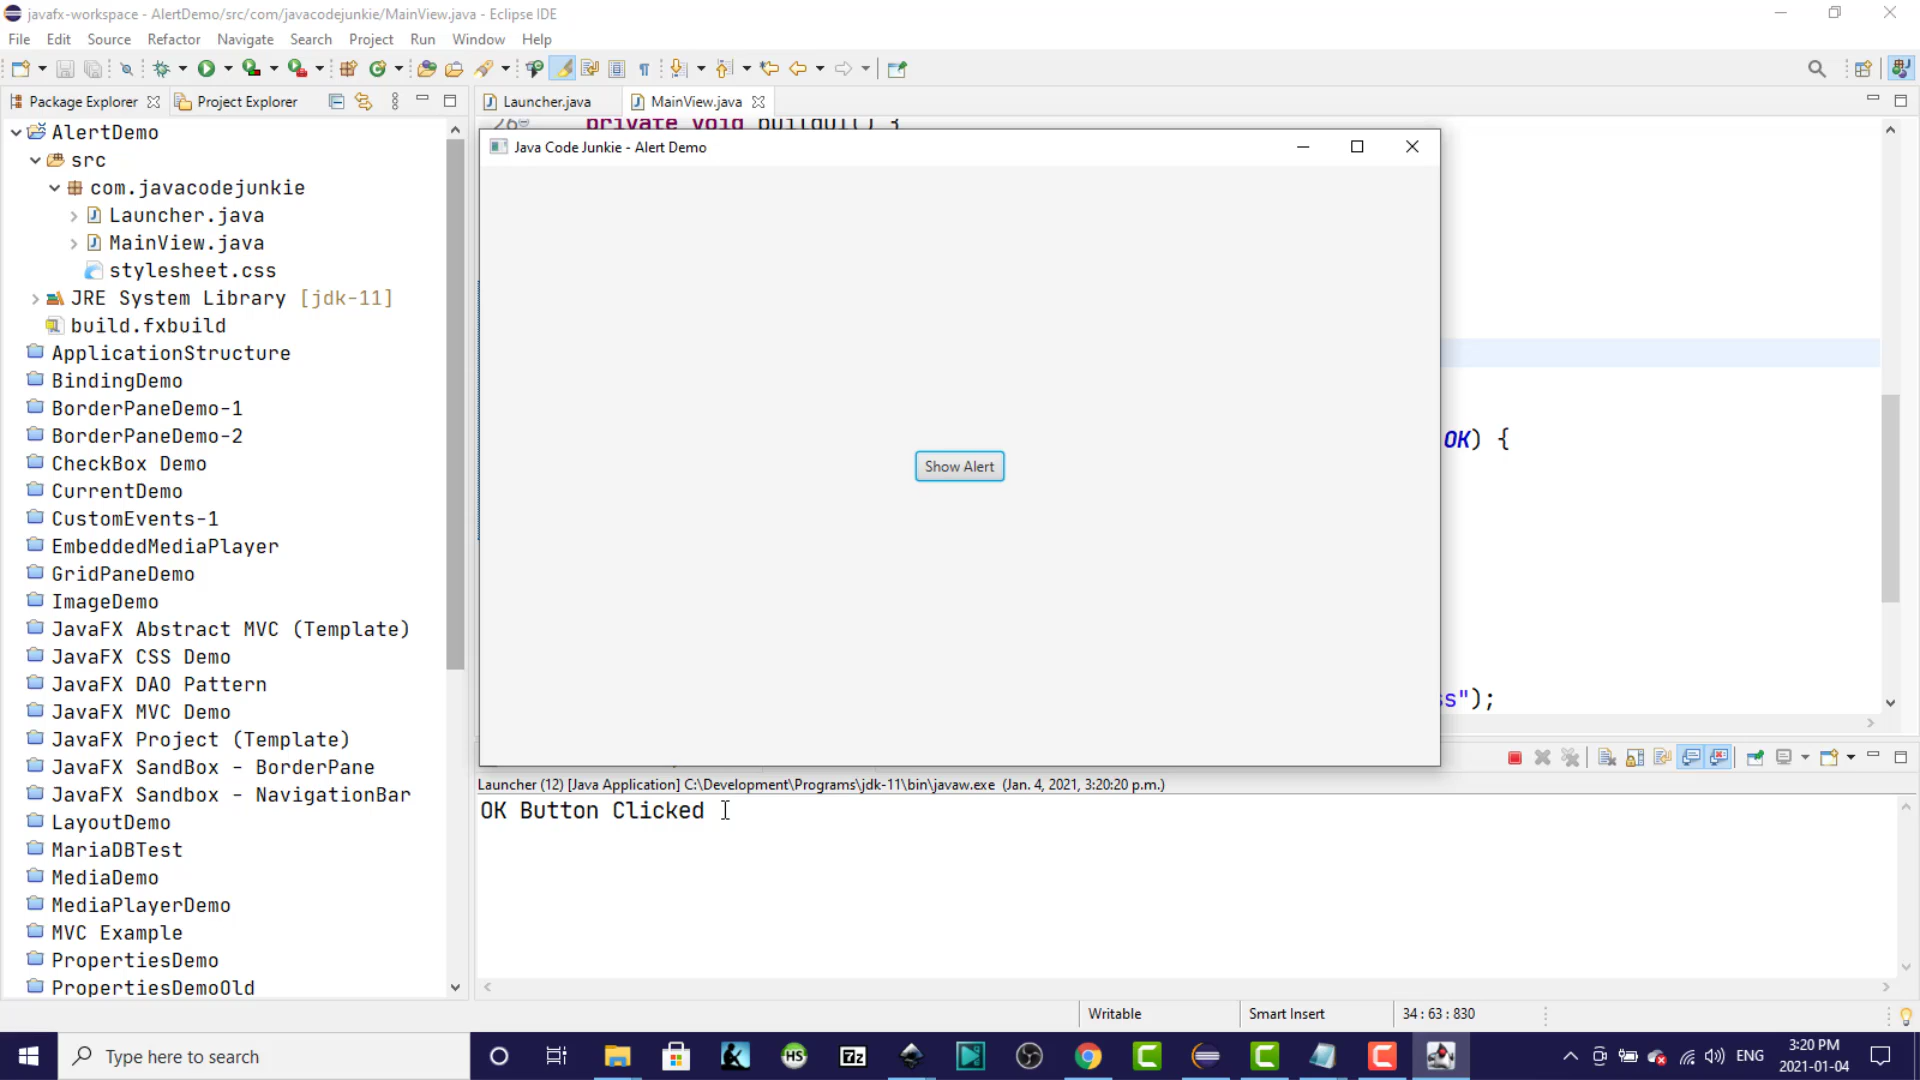 javafx-workspace - AlertDemo/src/com/javacodejunkie/MainView.java - Eclipse IDE
File Edit Source Refactor Navigate Search Project Run Window Help
Package Explorer Project Explorer
Launcher.java MainView.java
AlertDemo
src
com.javacodejunkie
Launcher.java
MainView.java
stylesheet.css
JRE System Library [jdk-11]
build.fxbuild
ApplicationStructure
BindingDemo
BorderPaneDemo-1
BorderPaneDemo-2
CheckBox Demo
CurrentDemo
CustomEvents-1
EmbeddedMediaPlayer
GridPaneDemo
ImageDemo
JavaFX Abstract MVC (Template)
JavaFX CSS Demo
JavaFX DAO Pattern
JavaFX MVC Demo
JavaFX Project (Template)
JavaFX SandBox - BorderPane
JavaFX Sandbox - NavigationBar
LayoutDemo
MariaDBTest
MediaDemo
MediaPlayerDemo
MVC Example
PropertiesDemo
PropertiesDemoOld
26 private void buildUI() {
Java Code Junkie - Alert Demo
OK) {
Show Alert
ss");
Launcher (12) [Java Application] C:\Development\Programs\jdk-11\bin\javaw.exe (Jan. 4, 2021, 3:20:20 p.m.)
OK Button Clicked
Writable Smart Insert 34 : 63 : 830
Type here to search
HS
7z
ENG
3:20 PM
2021-01-04